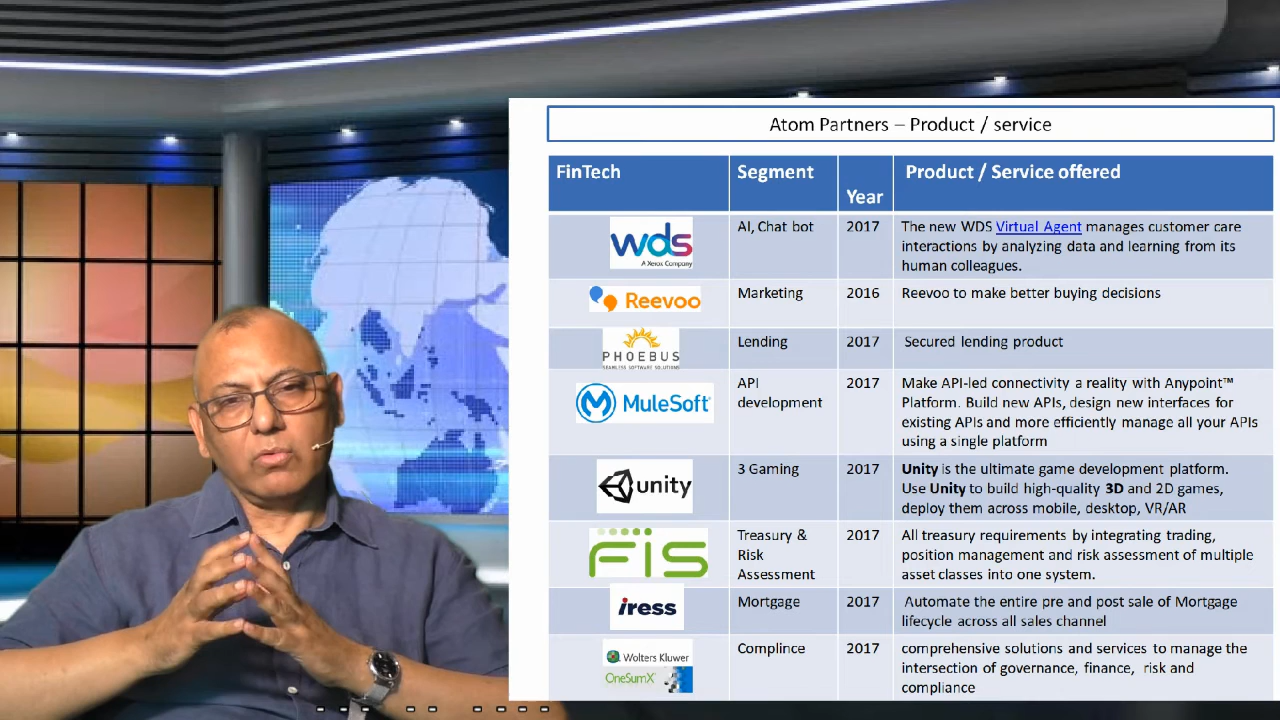 Atom Partners – Product / service
FinTech
Segment
Year
Product / Service offered
wds
A Xerox Company
AI, Chat bot
2017
The new WDS Virtual Agent manages customer care
interactions by analyzing data and learning from its
human colleagues.
Reevoo
Marketing
2016
Reevoo to make better buying decisions
PHOEBUS
SEAMLESS SOFTWARE SOLUTIONS
Lending
2017
Secured lending product
MuleSoft
API
development
2017
Make API-led connectivity a reality with Anypoint™
Platform. Build new APIs, design new interfaces for
existing APIs and more efficiently manage all your APIs
using a single platform
unity
3 Gaming
2017
Unity is the ultimate game development platform.
Use Unity to build high-quality 3D and 2D games,
deploy them across mobile, desktop, VR/AR
FIS
Treasury &
Risk
Assessment
2017
All treasury requirements by integrating trading,
position management and risk assessment of multiple
asset classes into one system.
iress
Mortgage
2017
Automate the entire pre and post sale of Mortgage
lifecycle across all sales channel
Wolters Kluwer
OneSumX
Complince
2017
comprehensive solutions and services to manage the
intersection of governance, finance, risk and
compliance